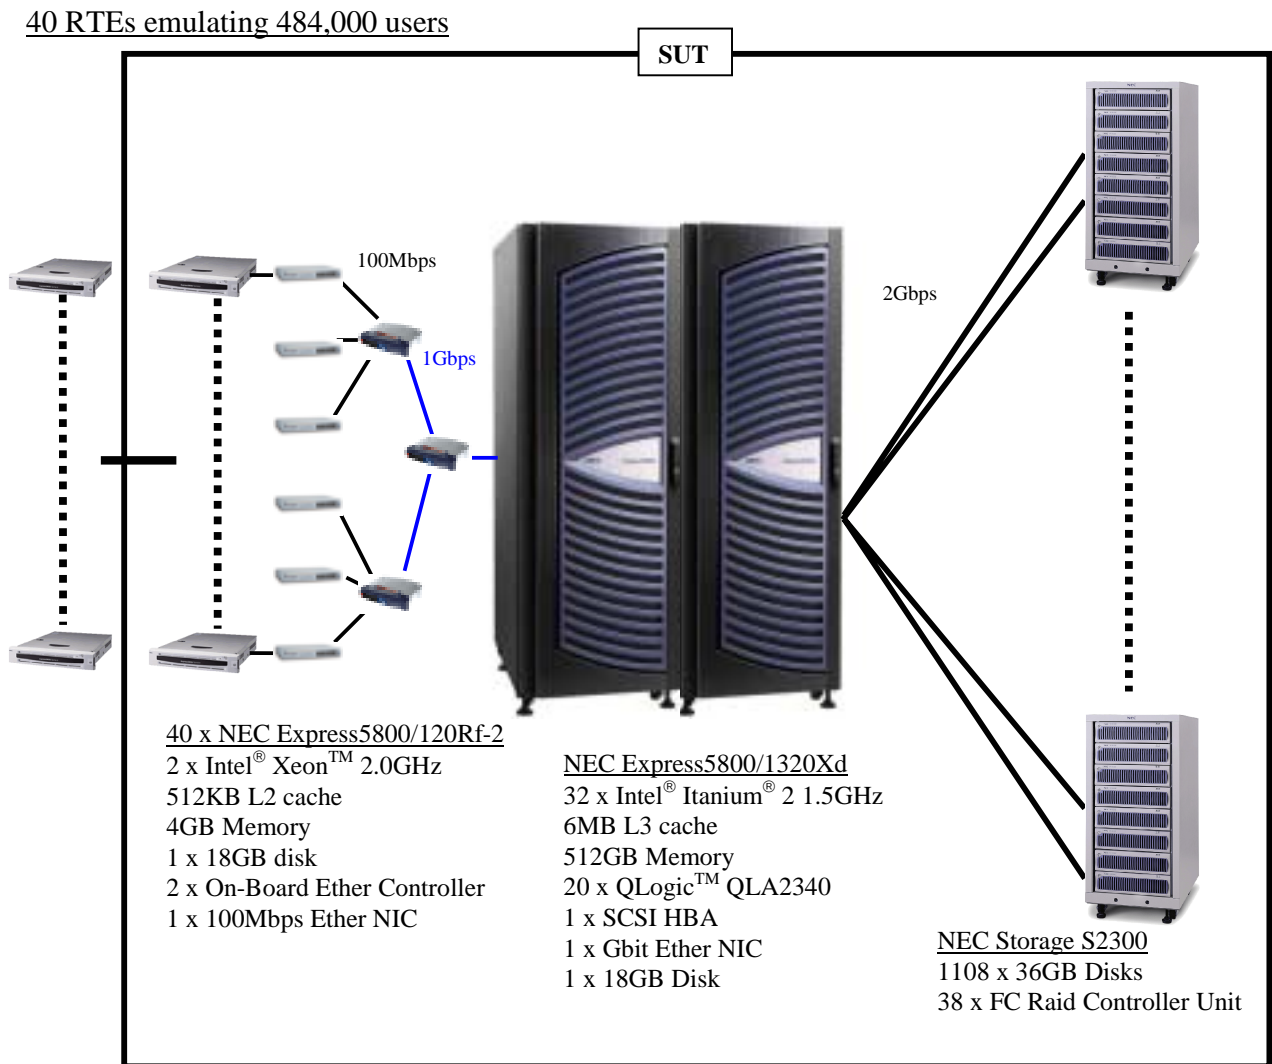 40 RTEs emulating 484,000 users
SUT
100Mbps
1Gbps
2Gbps
40 x NEC Express5800/120Rf-2
2 x Intel® Xeon™ 2.0GHz
512KB L2 cache
4GB Memory
1 x 18GB disk
2 x On-Board Ether Controller
1 x 100Mbps Ether NIC
NEC Express5800/1320Xd
32 x Intel® Itanium® 2 1.5GHz
6MB L3 cache
512GB Memory
20 x QLogic™ QLA2340
1 x SCSI HBA
1 x Gbit Ether NIC
1 x 18GB Disk
NEC Storage S2300
1108 x 36GB Disks
38 x FC Raid Controller Unit